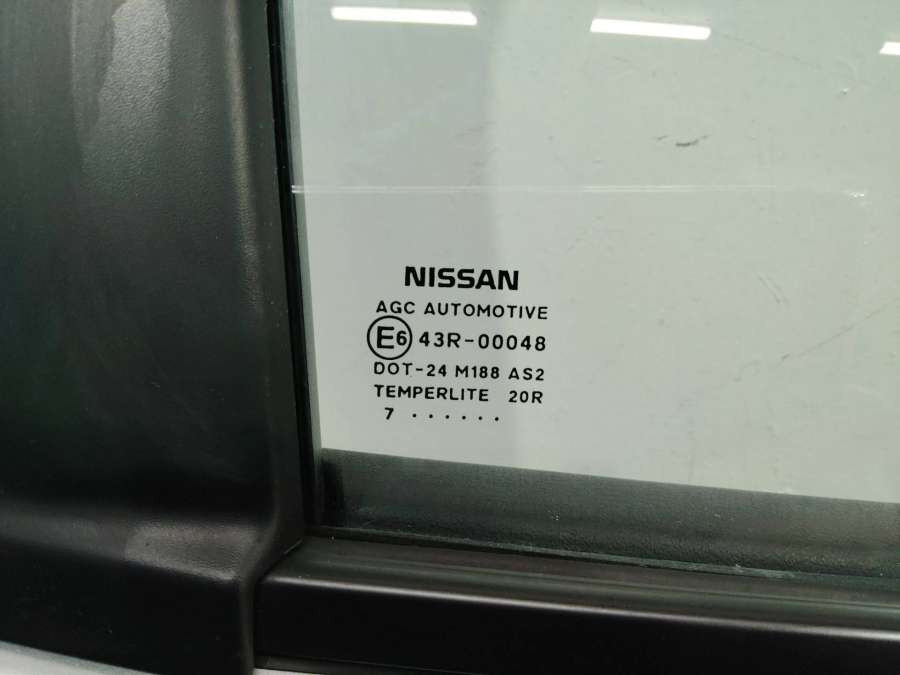 NISSAN
AGC AUTOMOTIVE
E6 43R-00048
DOT-24 M188 AS2
TEMPERLITE 20R
7 . . . . . .